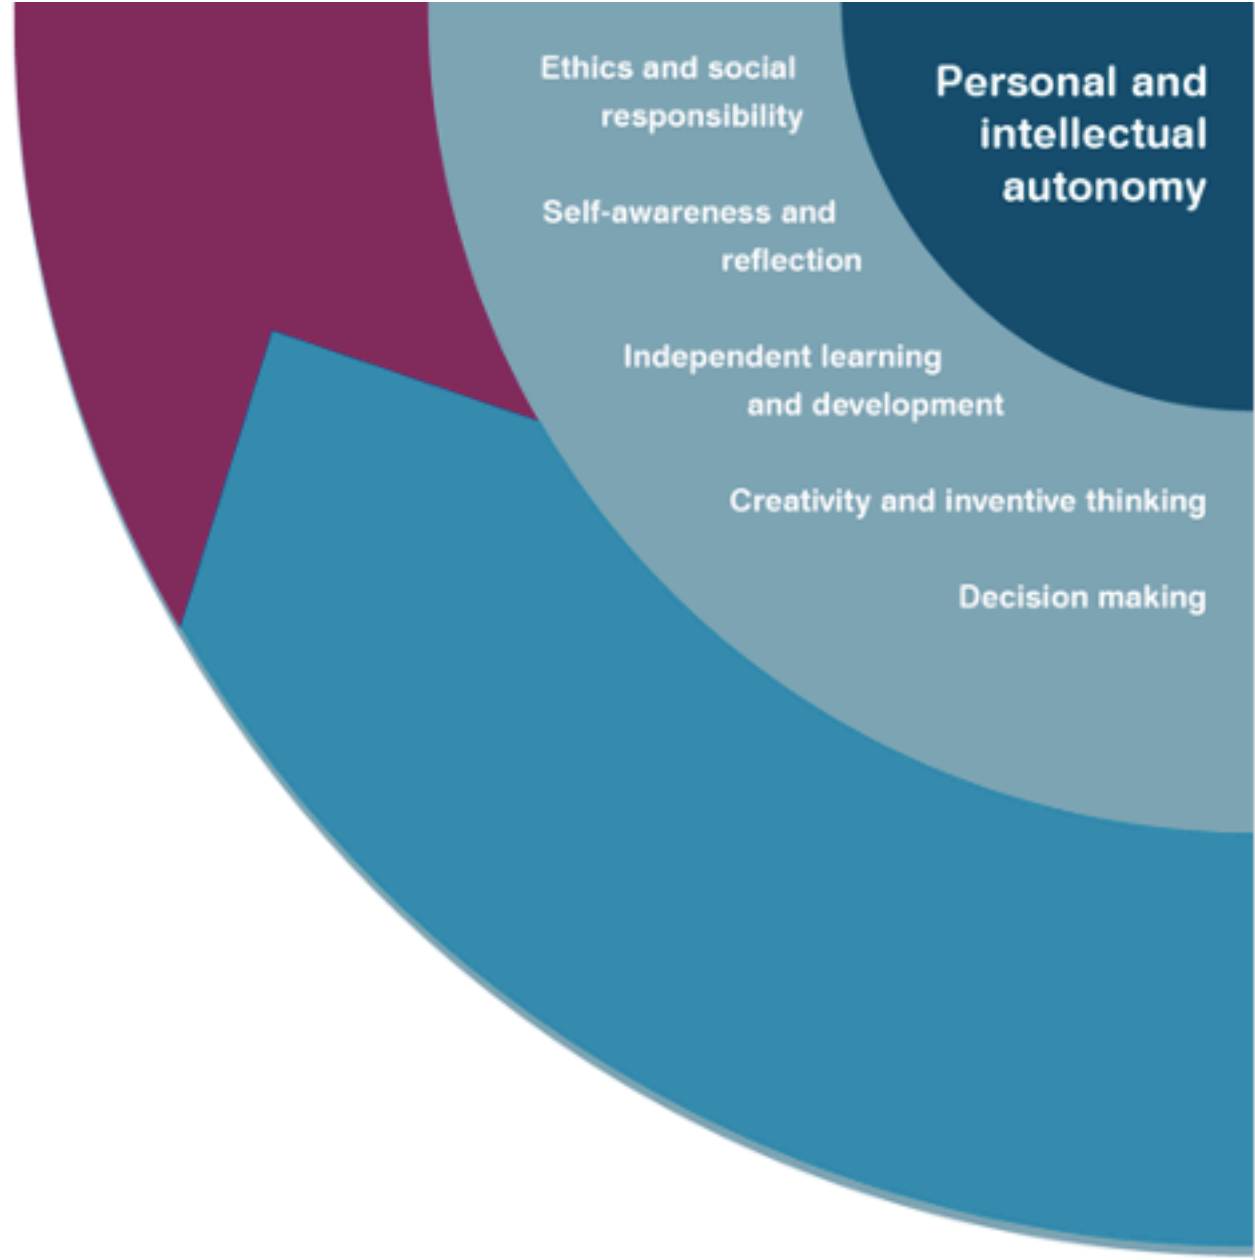 Ethics and social
responsibility
Self-awareness and
reflection
Independent learning
and development
Creativity and inventive thinking
Decision making
Personal and
intellectual
autonomy